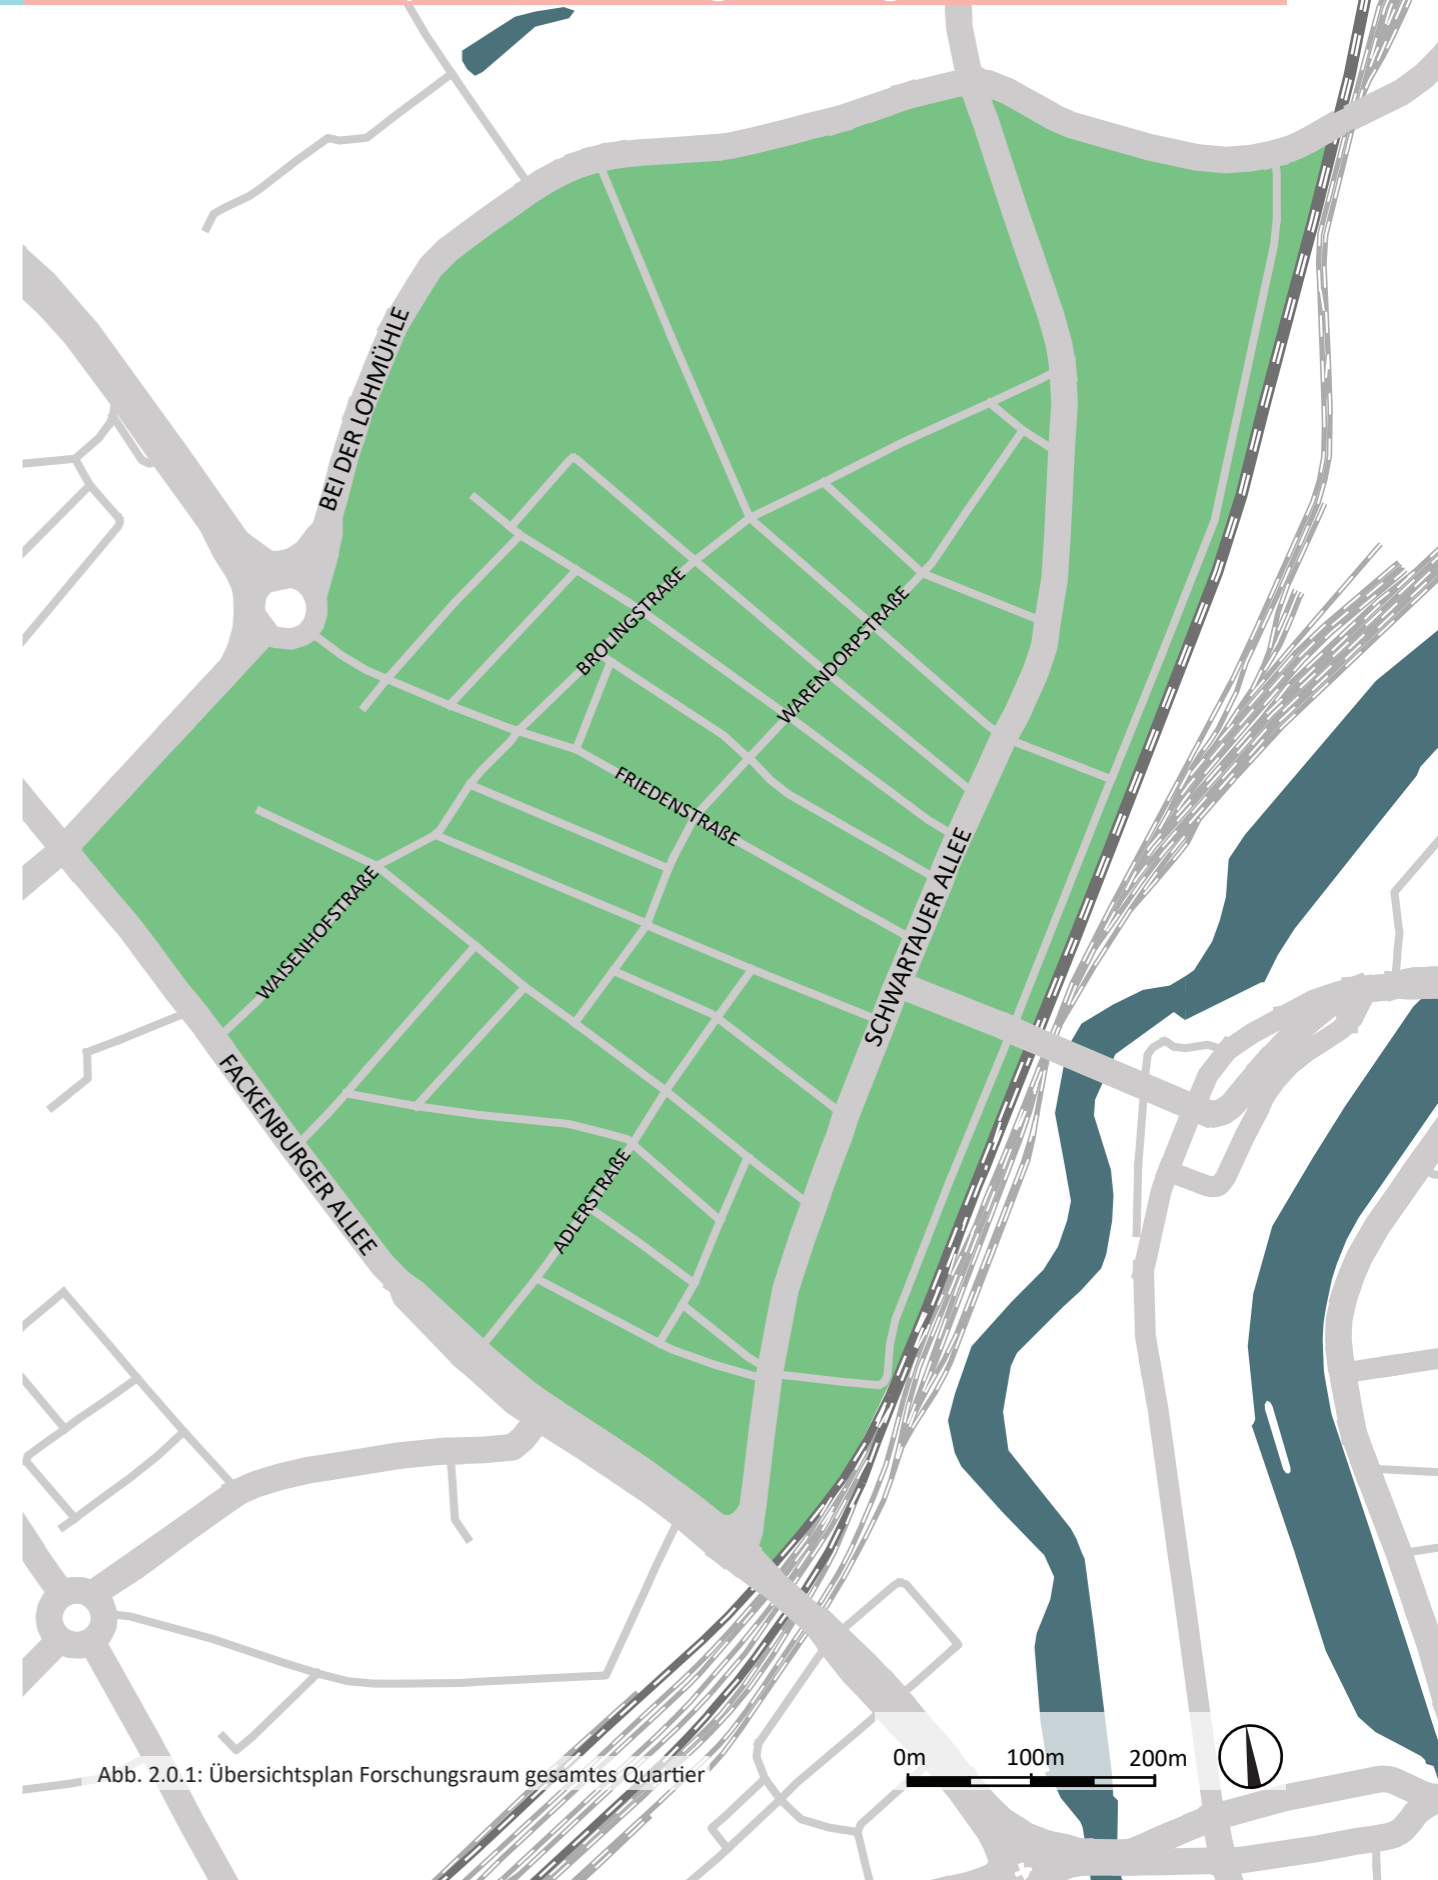 BEI DER LOHMÜHLE
BROLINGSTRAßE
WARENDORPSTRAßE
FRIEDENSTRAßE
SCHWARTAUER ALLEE
WAISENHOFSTRAßE
FACKENBURGER ALLEE
ADLERSTRAßE
0m 100m 200m
Abb. 2.0.1: Übersichtsplan Forschungsraum gesamtes Quartier